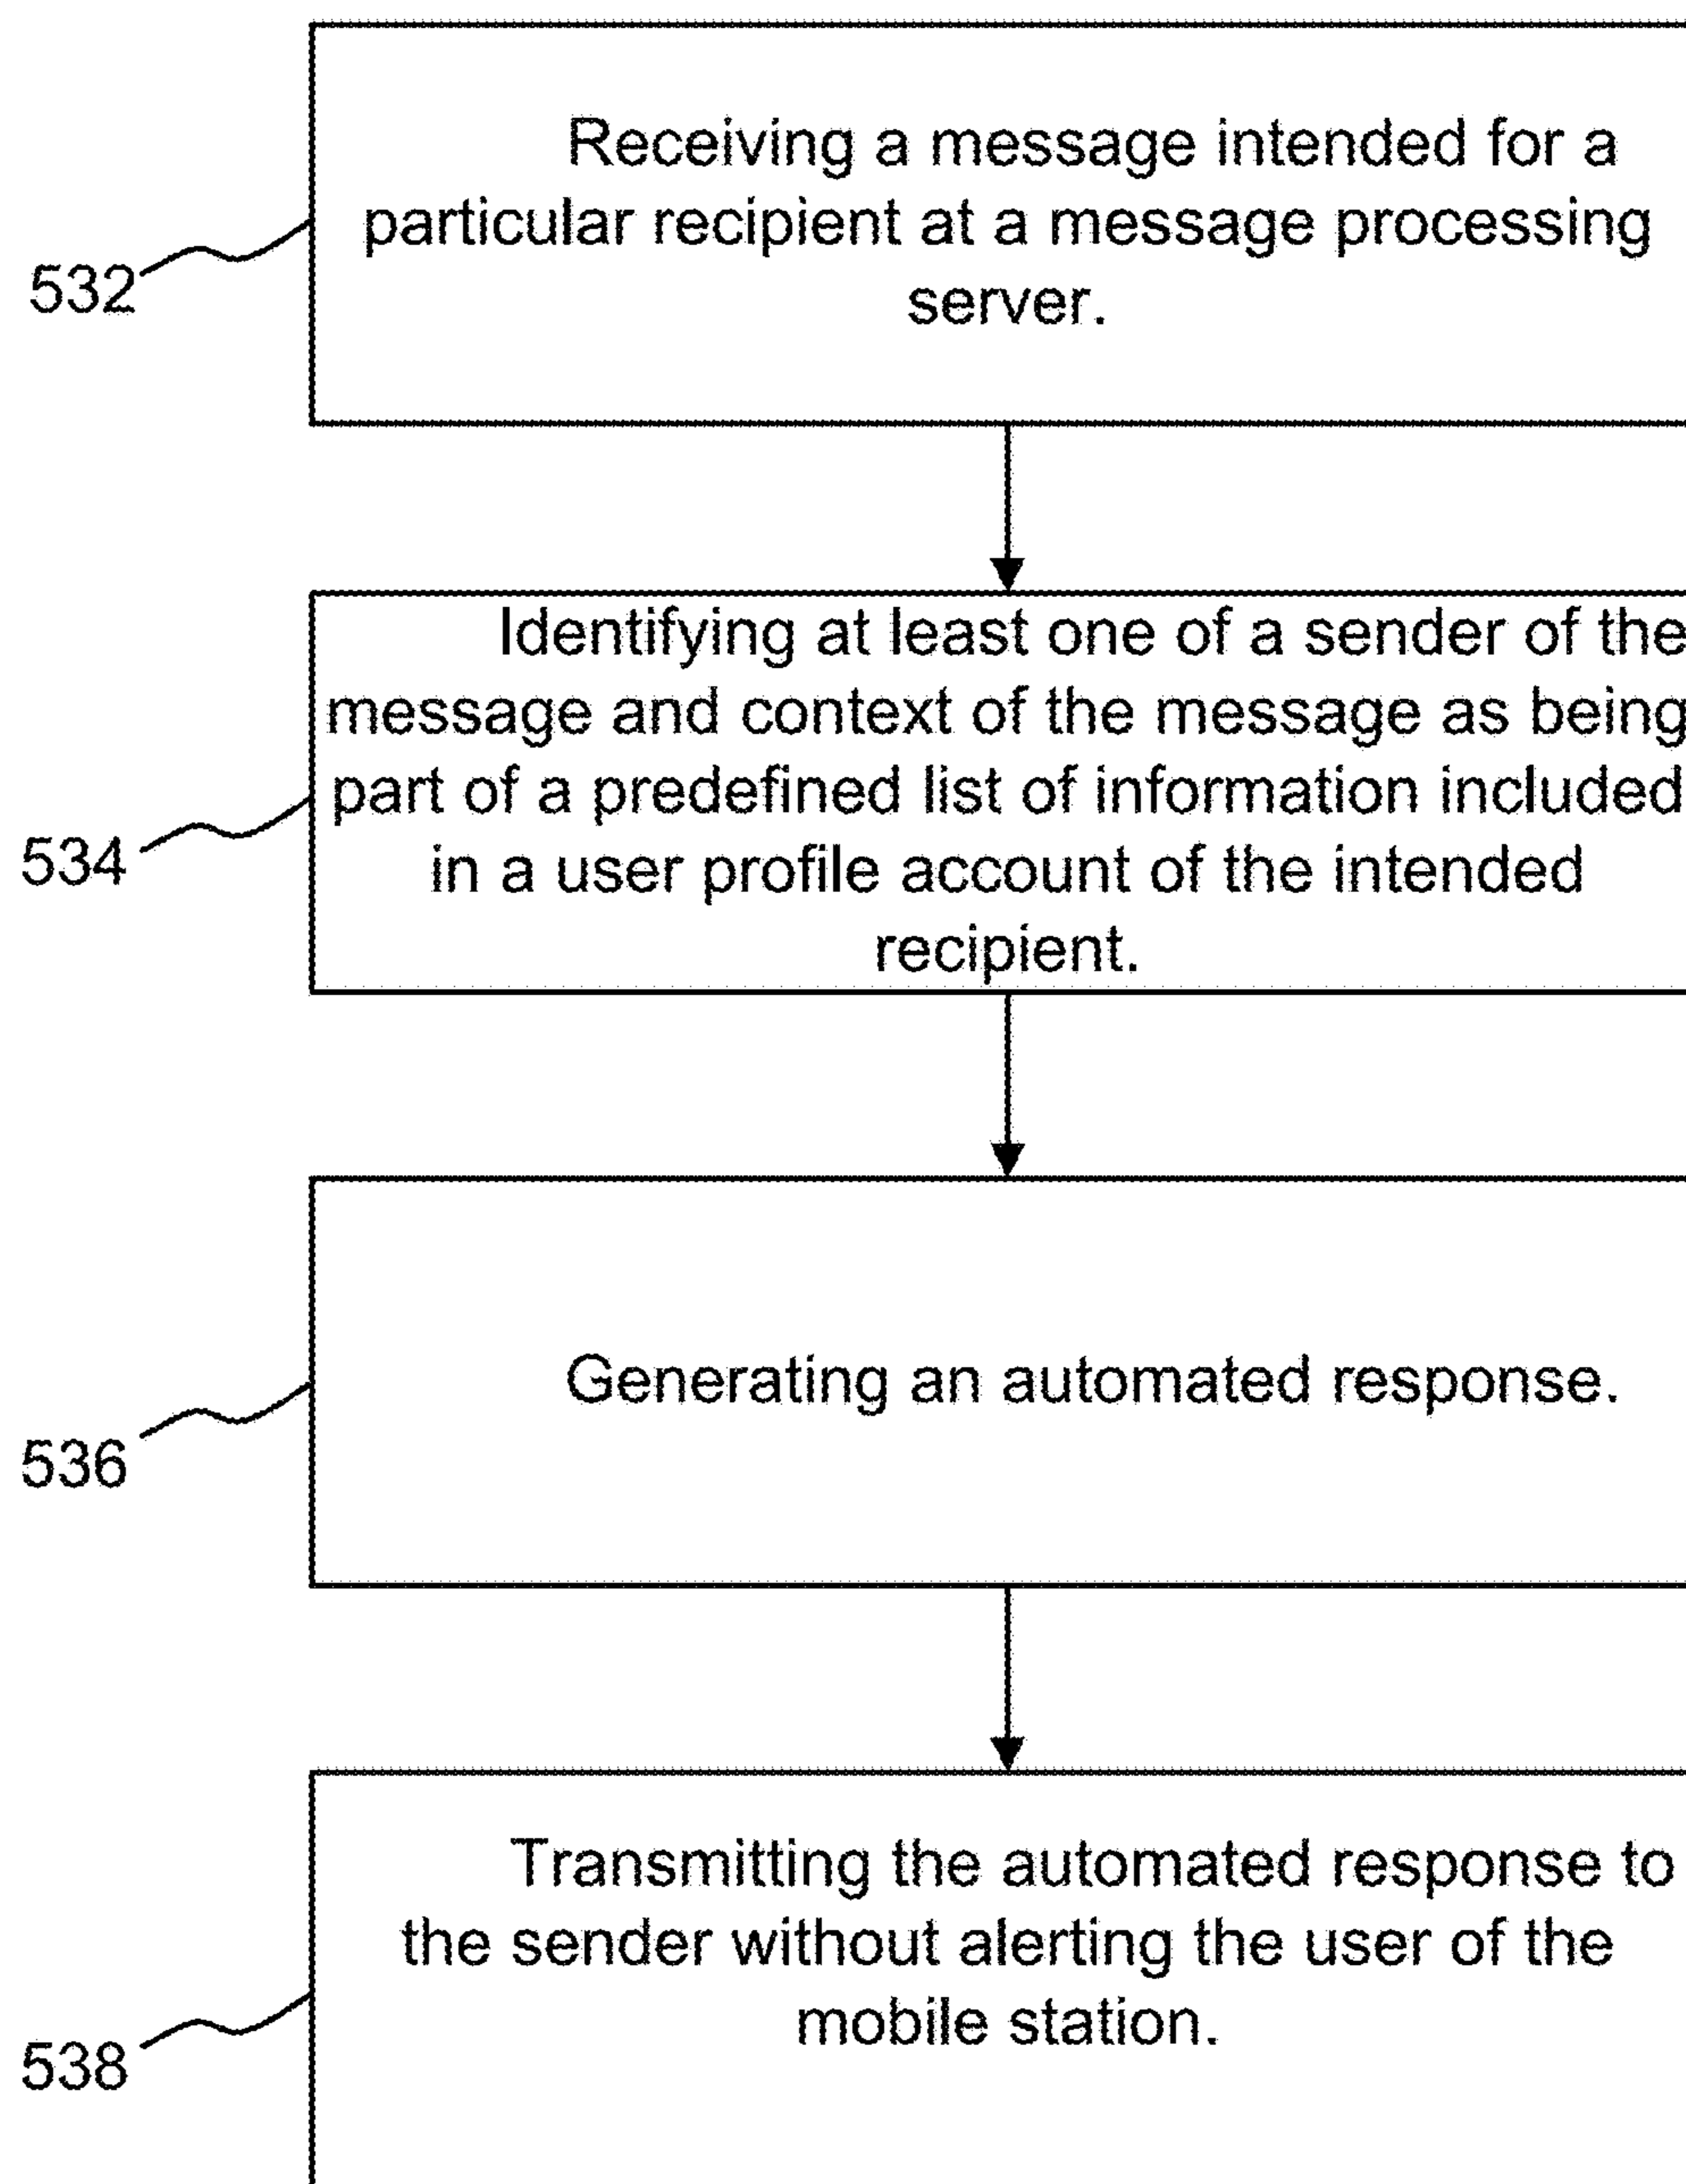 Receiving a message intended for a
particular recipient at a message processing
server.
532
Identifying at least one of a sender of the
message and context of the message as being
part of a predefined list of information included
in a user profile account of the intended
recipient.
534
Generating an automated response.
536
Transmitting the automated response to
the sender without alerting the user of the
mobile station.
538